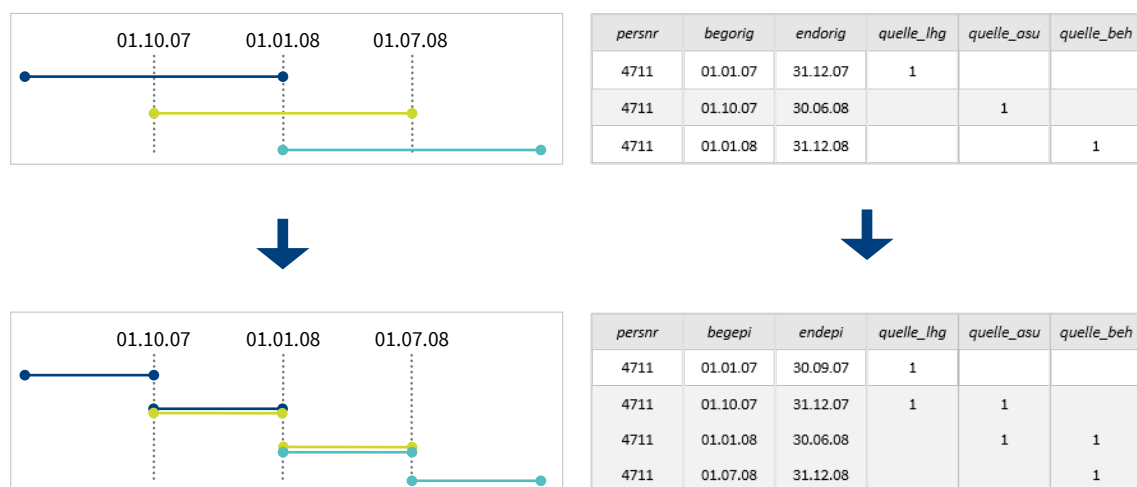 01.10.07 01.01.08 01.07.08
persnr begorig endorig quelle_lhg quelle_asu quelle_beh
4711 01.01.07 31.12.07 1
4711 01.10.07 30.06.08 1
4711 01.01.08 31.12.08 1
01.10.07 01.01.08 01.07.08
persnr begepi endepi quelle_lhg quelle_asu quelle_beh
4711 01.01.07 30.09.07 1
4711 01.10.07 31.12.07 1 1
4711 01.01.08 30.06.08 1 1
4711 01.07.08 31.12.08 1